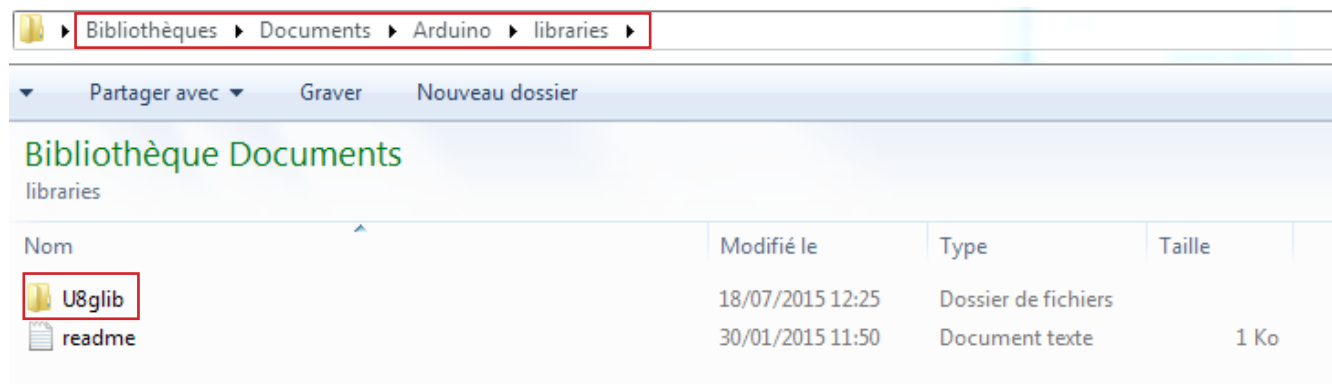 Bibliothèques Documents Arduino libraries
Partager avec Graver Nouveau dossier
Bibliothèque Documents
libraries
Nom Modifié le Type Taille
U8glib 18/07/2015 12:25 Dossier de fichiers
readme 30/01/2015 11:50 Document texte 1 Ko